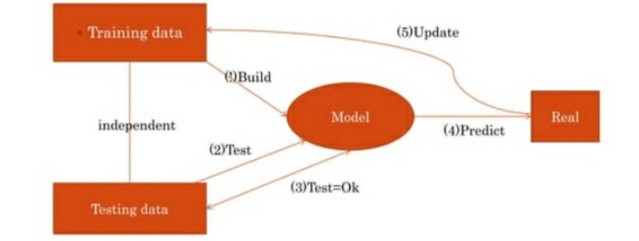 • Training data
(5)Update
(!)Build
independent
Model
Real
(4)Predict
(2)Test
(3)Test=Ok
Testing data